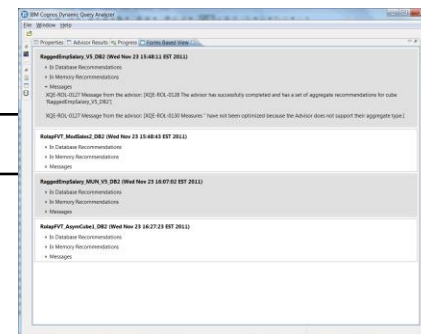 IBM Cognos Dynamic Query Analyzer
File Window Help
Properties Advisor Results Progress Forms Based View
RaggedEmpSalary_V5_DB2 (Wed Nov 23 15:48:11 EST 2011)
In Database Recommendations
In Memory Recommendations
Messages
XQE-ROL-0127 Message from the advisor: [XQE-ROL-0128 The advisor has successfully completed and has a set of aggregate recommendations for cube
'RaggedEmpSalary_V5_DB2']
XQE-ROL-0127 Message from the advisor: [XQE-ROL-0130 Measures '' have not been optimized because the Advisor does not support their aggregate type.]
RolapFVT_ModSales2_DB2 (Wed Nov 23 15:48:43 EST 2011)
In Database Recommendations
In Memory Recommendations
Messages
RaggedEmpSalary_MUN_V5_DB2 (Wed Nov 23 16:07:02 EST 2011)
In Database Recommendations
In Memory Recommendations
Messages
RolapFVT_AsymCube1_DB2 (Wed Nov 23 16:27:23 EST 2011)
In Database Recommendations
In Memory Recommendations
Messages